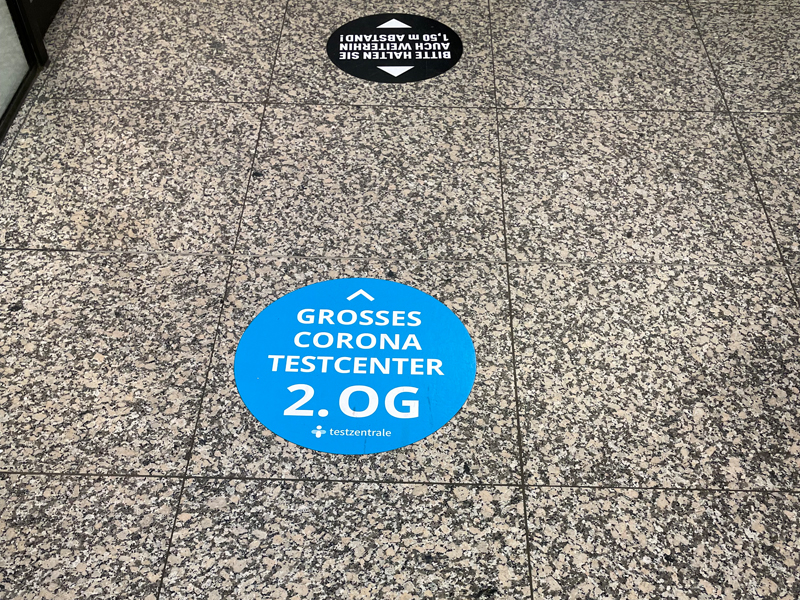 BITTE HALTEN SIE
AUCH WEITERHIN
1,50 m ABSTAND!
GROSSES
CORONA
TESTCENTER
2. OG
testzentrale